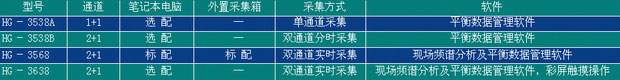 型号 通道 笔记本电脑 外置采集箱 采集方式 软件
HG－3538A 1+1 选 配 — 单通道采集 平衡数据管理软件
HG－3538B 2+1 选 配 — 双通道分时采集 平衡数据管理软件
HG－3568 2+1 标 配 标 配 双通道实时采集 现场频谱分析及平衡数据管理软件
HG－3638 2+1 选 配 — 双通道实时采集 现场频谱分析及平衡数据管理软件，彩屏触摸操作